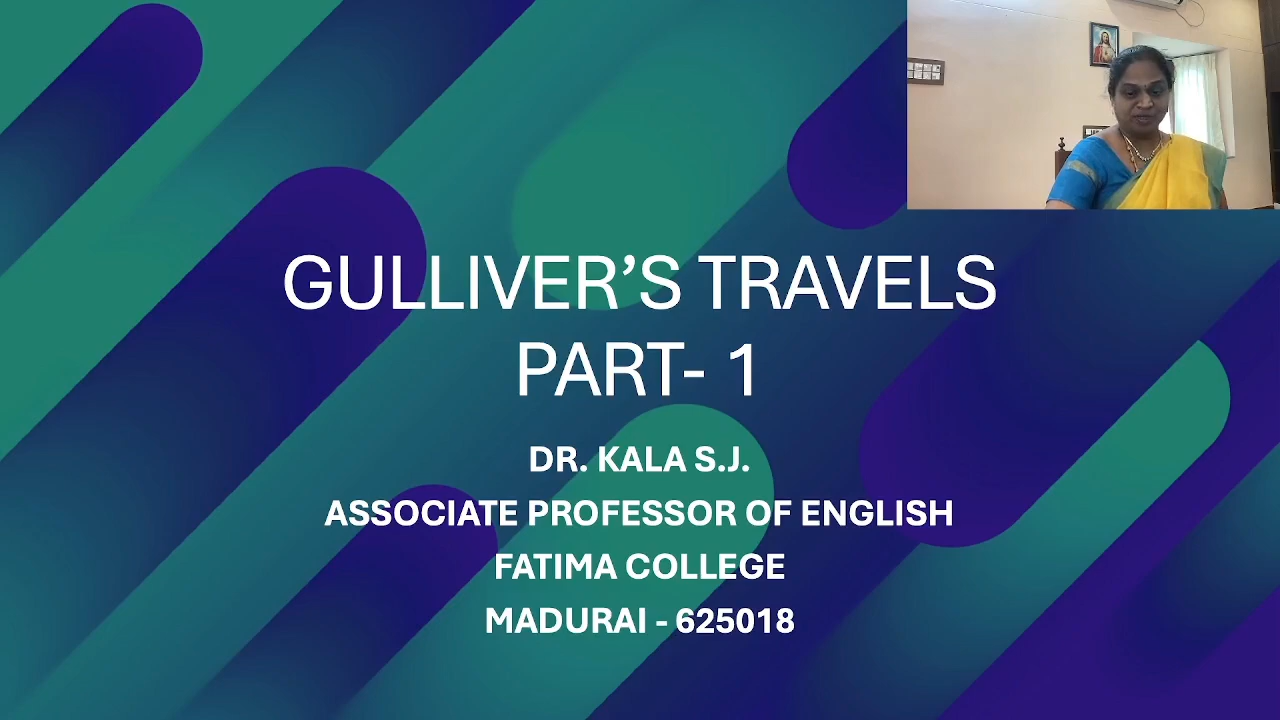 GULLIVER’S TRAVELS
PART- 1
DR. KALA S.J.
ASSOCIATE PROFESSOR OF ENGLISH
FATIMA COLLEGE
MADURAI - 625018